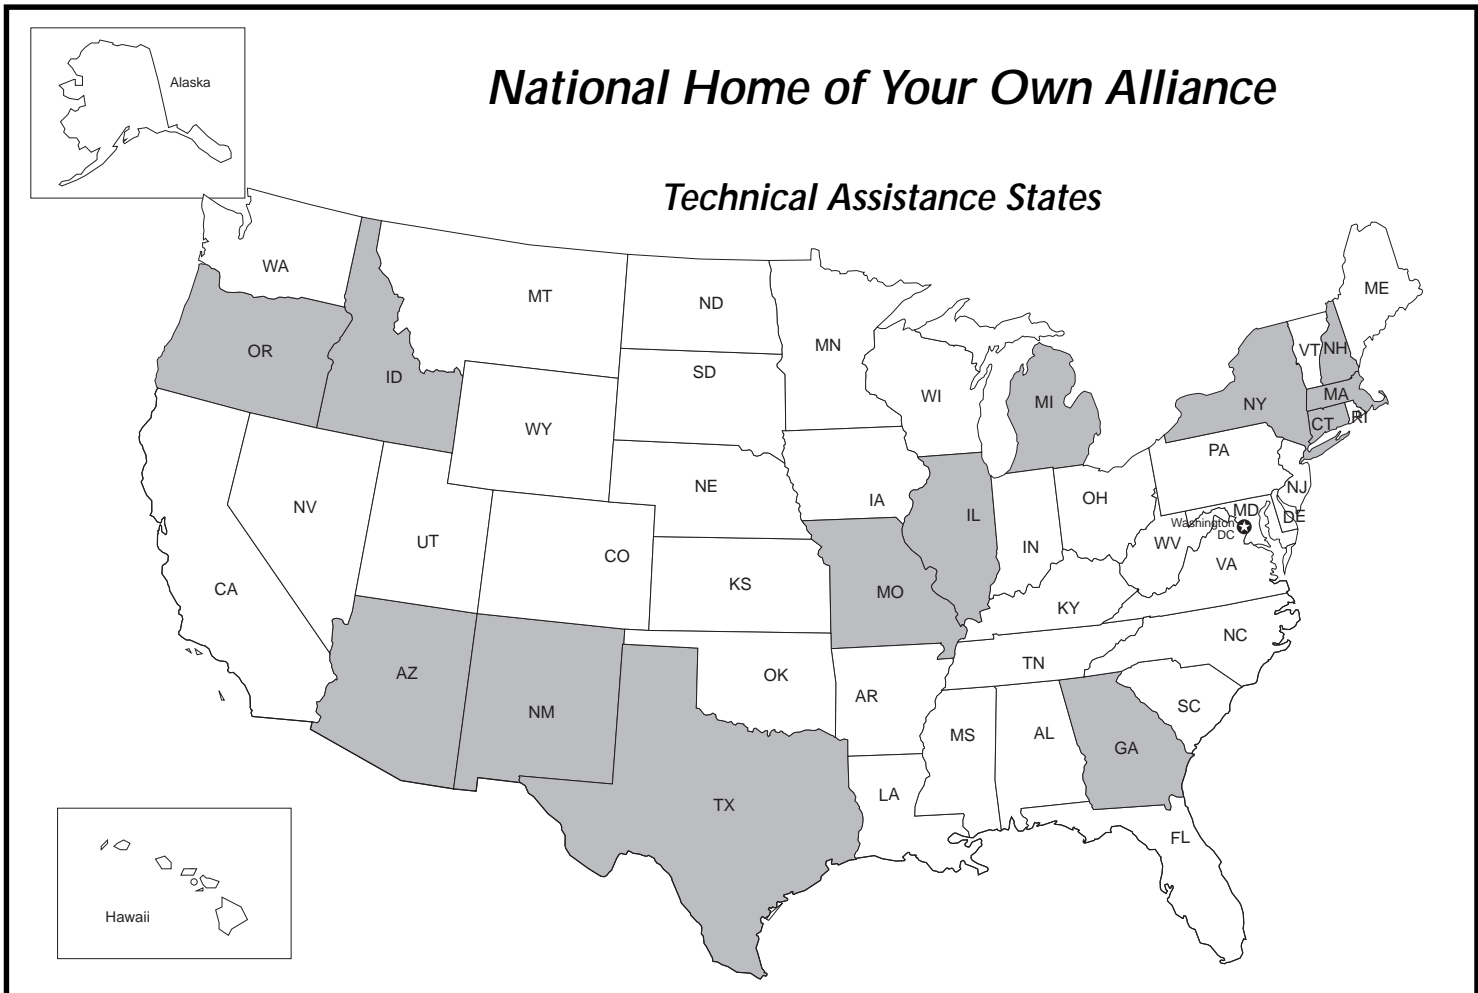 National Home of Your Own Alliance
Technical Assistance States
Alaska
WA
MT
ND
MN
ME
OR
ID
SD
WI
MI
VT
NH
NY
MA
CT
RI
WY
NE
IA
PA
NV
UT
CO
IL
IN
OH
NJ
MD
DE
Washington
DC
WV
VA
CA
KS
MO
KY
NC
AZ
NM
OK
AR
TN
SC
MS
AL
GA
TX
LA
FL
Hawaii